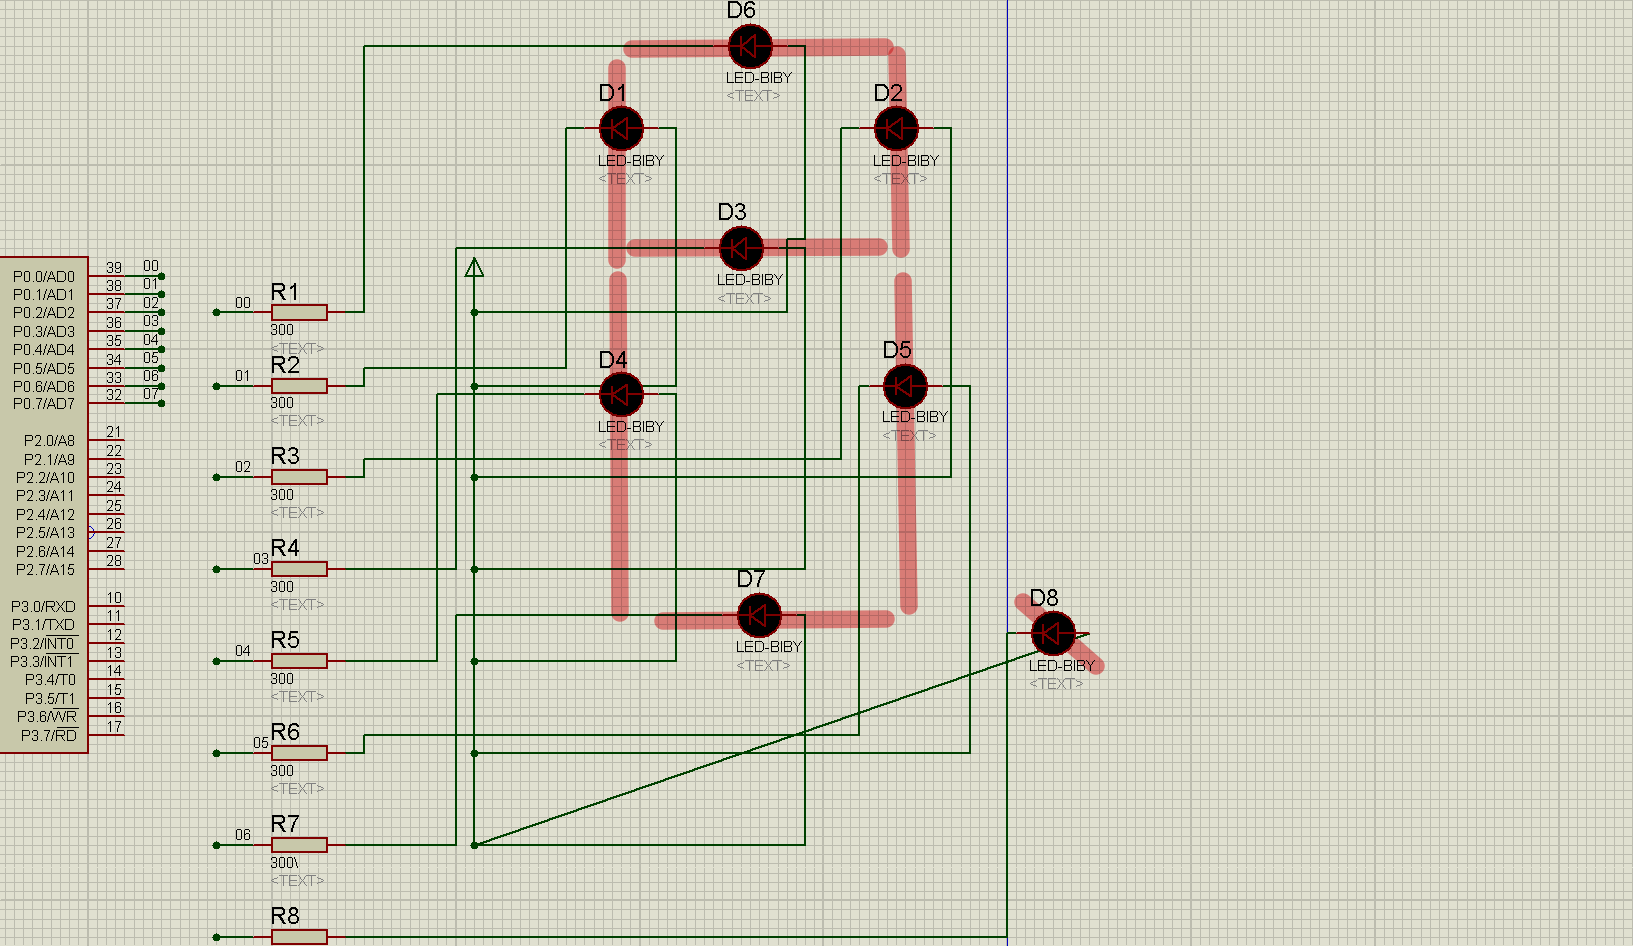 D6
LED-BIBY
<TEXT>
D1
LED-BIBY
<TEXT>
D2
LED-BIBY
<TEXT>
D3
LED-BIBY
<TEXT>
P0.0/AD0 39 00
P0.1/AD1 38 01
P0.2/AD2 37 02
P0.3/AD3 36 03
P0.4/AD4 35 04
P0.5/AD5 34 05
P0.6/AD6 33 06
P0.7/AD7 32 07
P2.0/A8 21
P2.1/A9 22
P2.2/A10 23
P2.3/A11 24
P2.4/A12 25
P2.5/A13 26
P2.6/A14 27
P2.7/A15 28
P3.0/RXD 10
P3.1/TXD 11
P3.2/INT0 12
P3.3/INT1 13
P3.4/T0 14
P3.5/T1 15
P3.6/WR 16
P3.7/RD 17
00 R1
300
<TEXT>
01 R2
300
<TEXT>
02 R3
300
<TEXT>
03 R4
300
<TEXT>
04 R5
300
<TEXT>
05 R6
300
<TEXT>
06 R7
300\
<TEXT>
R8
D4
LED-BIBY
<TEXT>
D5
LED-BIBY
<TEXT>
D7
LED-BIBY
<TEXT>
D8
LED-BIBY
<TEXT>